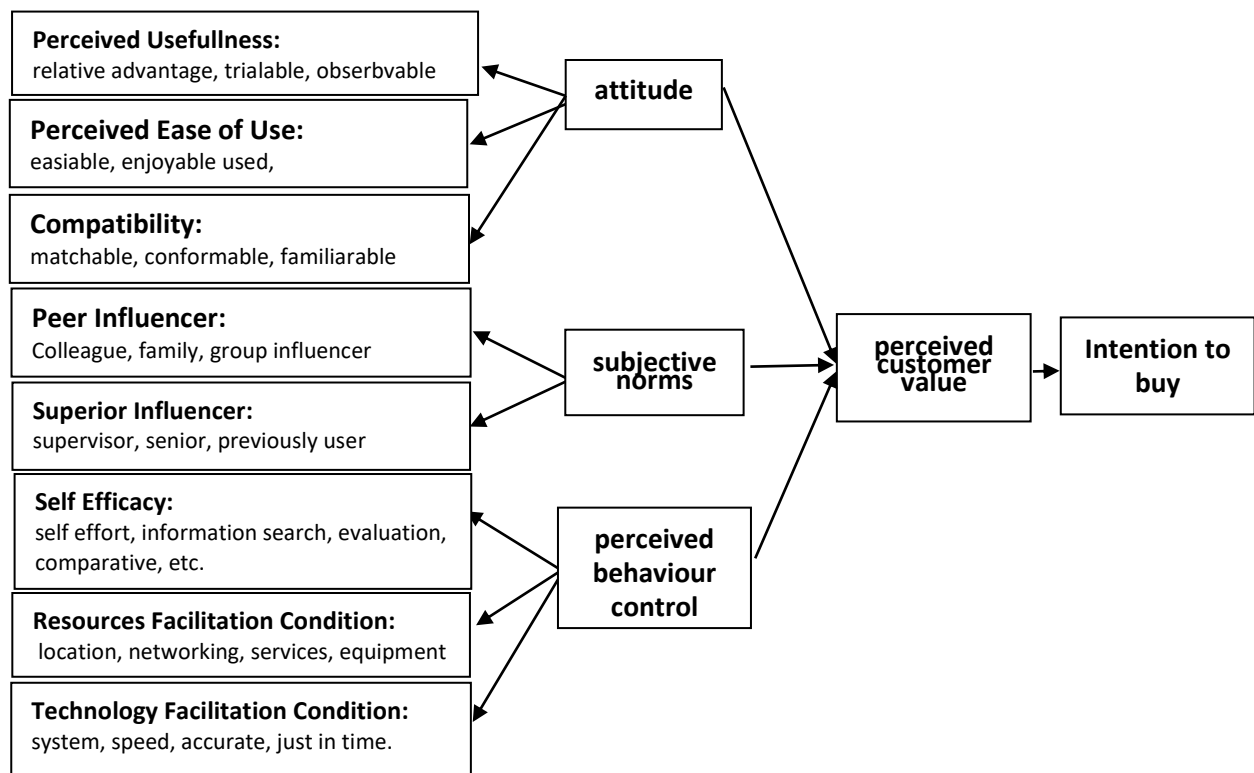 Perceived Usefullness:
relative advantage, trialable, obserbvable
Perceived Ease of Use:
easiable, enjoyable used,
Compatibility:
matchable, conformable, familiarable
Peer Influencer:
Colleague, family, group influencer
Superior Influencer:
supervisor, senior, previously user
Self Efficacy:
self effort, information search, evaluation,
comparative, etc.
Resources Facilitation Condition:
location, networking, services, equipment
Technology Facilitation Condition:
system, speed, accurate, just in time.
attitude
subjective
norms
perceived
behaviour
control
perceived
customer
value
Intention to
buy